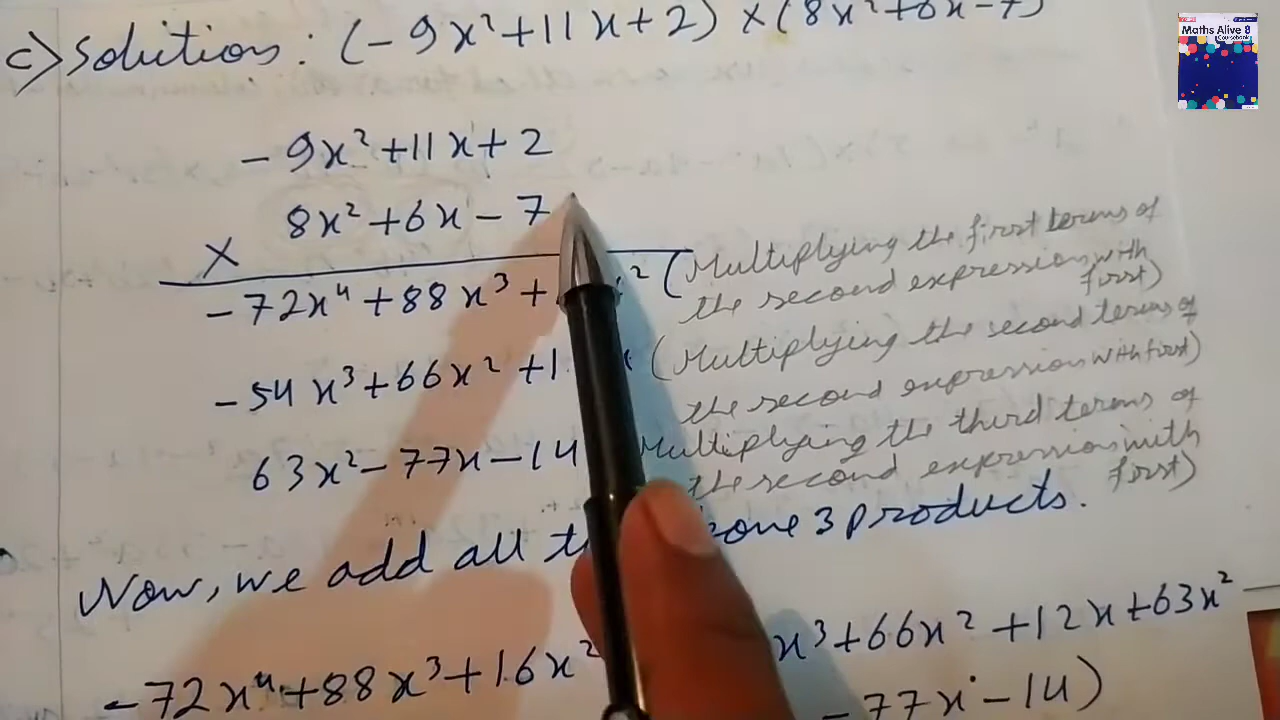 c) Solution : (-9x²+11x+2) x (8x²+6x-7)
Maths Alive 8
Coursebook
-9x²+11x+2
8x²+6x-7
X
-72x⁴+88x³+ ² (Multiplying the first terms of
the second expression with
first)
-54x³+66x²+1 (Multiplying the second terms of
the second expression with first)
63x²-77x-14 Multiplying the third terms of
the second expression with
first)
Now, we add all 3 products.
-72x⁴+88x³+16x² x³+66x²+12x+63x²
-77x-14)